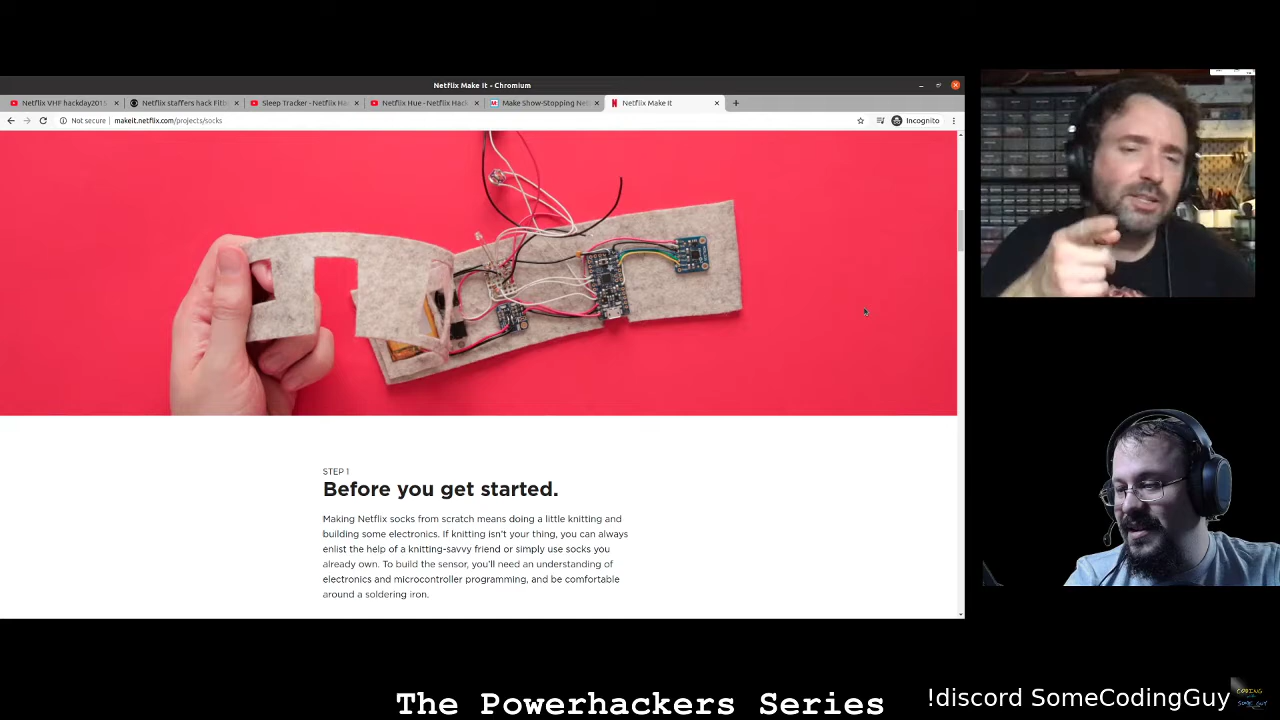 Netflix Make It - Chromium
Netflix VHF hackday2015
Netflix staffers hack Fitb
Sleep Tracker - Netflix Ha
Netflix Hue - Netflix Hack
Make Show-Stopping Net
Netflix Make It
Not secure
makeit.netflix.com/projects/socks
Incognito
STEP 1
Before you get started.
Making Netflix socks from scratch means doing a little knitting and
building some electronics. If knitting isn't your thing, you can always
enlist the help of a knitting-savvy friend or simply use socks you
already own. To build the sensor, you'll need an understanding of
electronics and microcontroller programming, and be comfortable
around a soldering iron.
The Powerhackers Series
!discord SomeCodingGuy
CODING
SOME GUY